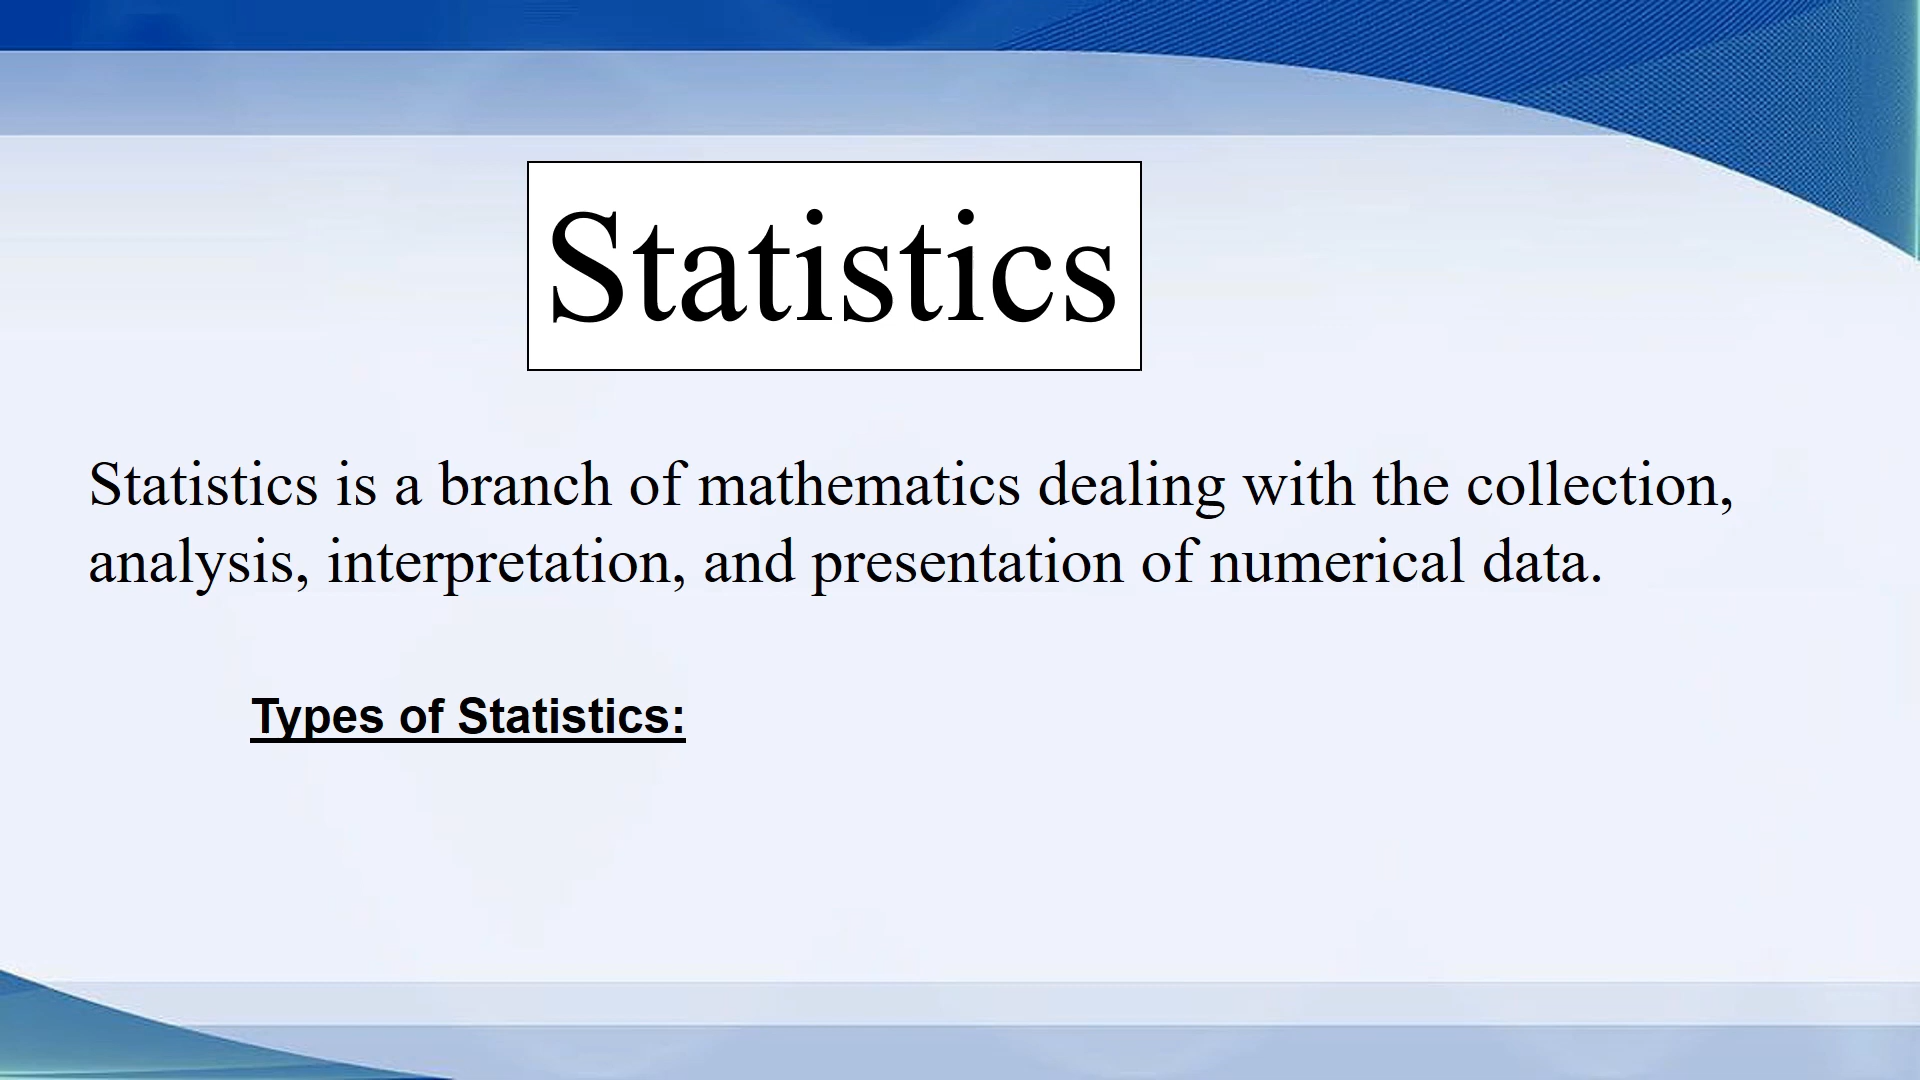 Statistics
Statistics is a branch of mathematics dealing with the collection,
analysis, interpretation, and presentation of numerical data.
Types of Statistics: